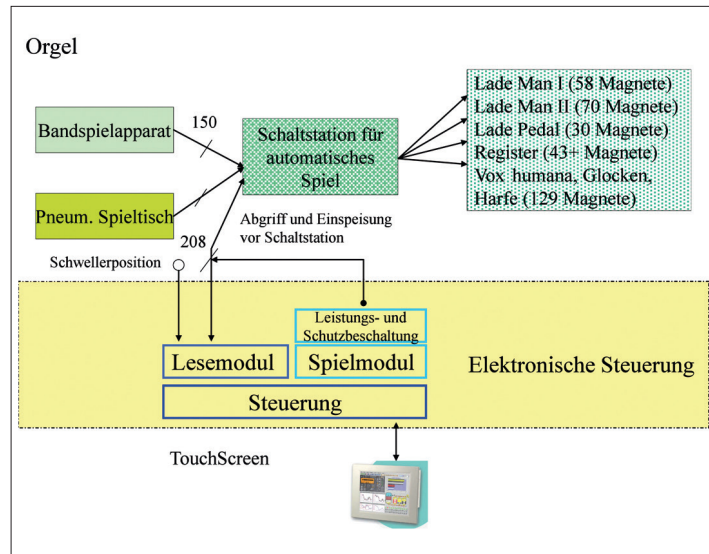 Orgel
Bandspielapparat
150
Schaltstation für
automatisches
Spiel
Lade Man I (58 Magnete)
Lade Man II (70 Magnete)
Lade Pedal (30 Magnete)
Register (43+ Magnete)
Vox humana, Glocken,
Harfe (129 Magnete)
Pneum. Spieltisch
208
Abgriff und Einspeisung
vor Schaltstation
Schwellerposition
Leistungs- und
Schutzbeschaltung
Lesemodul
Spielmodul
Elektronische Steuerung
Steuerung
TouchScreen